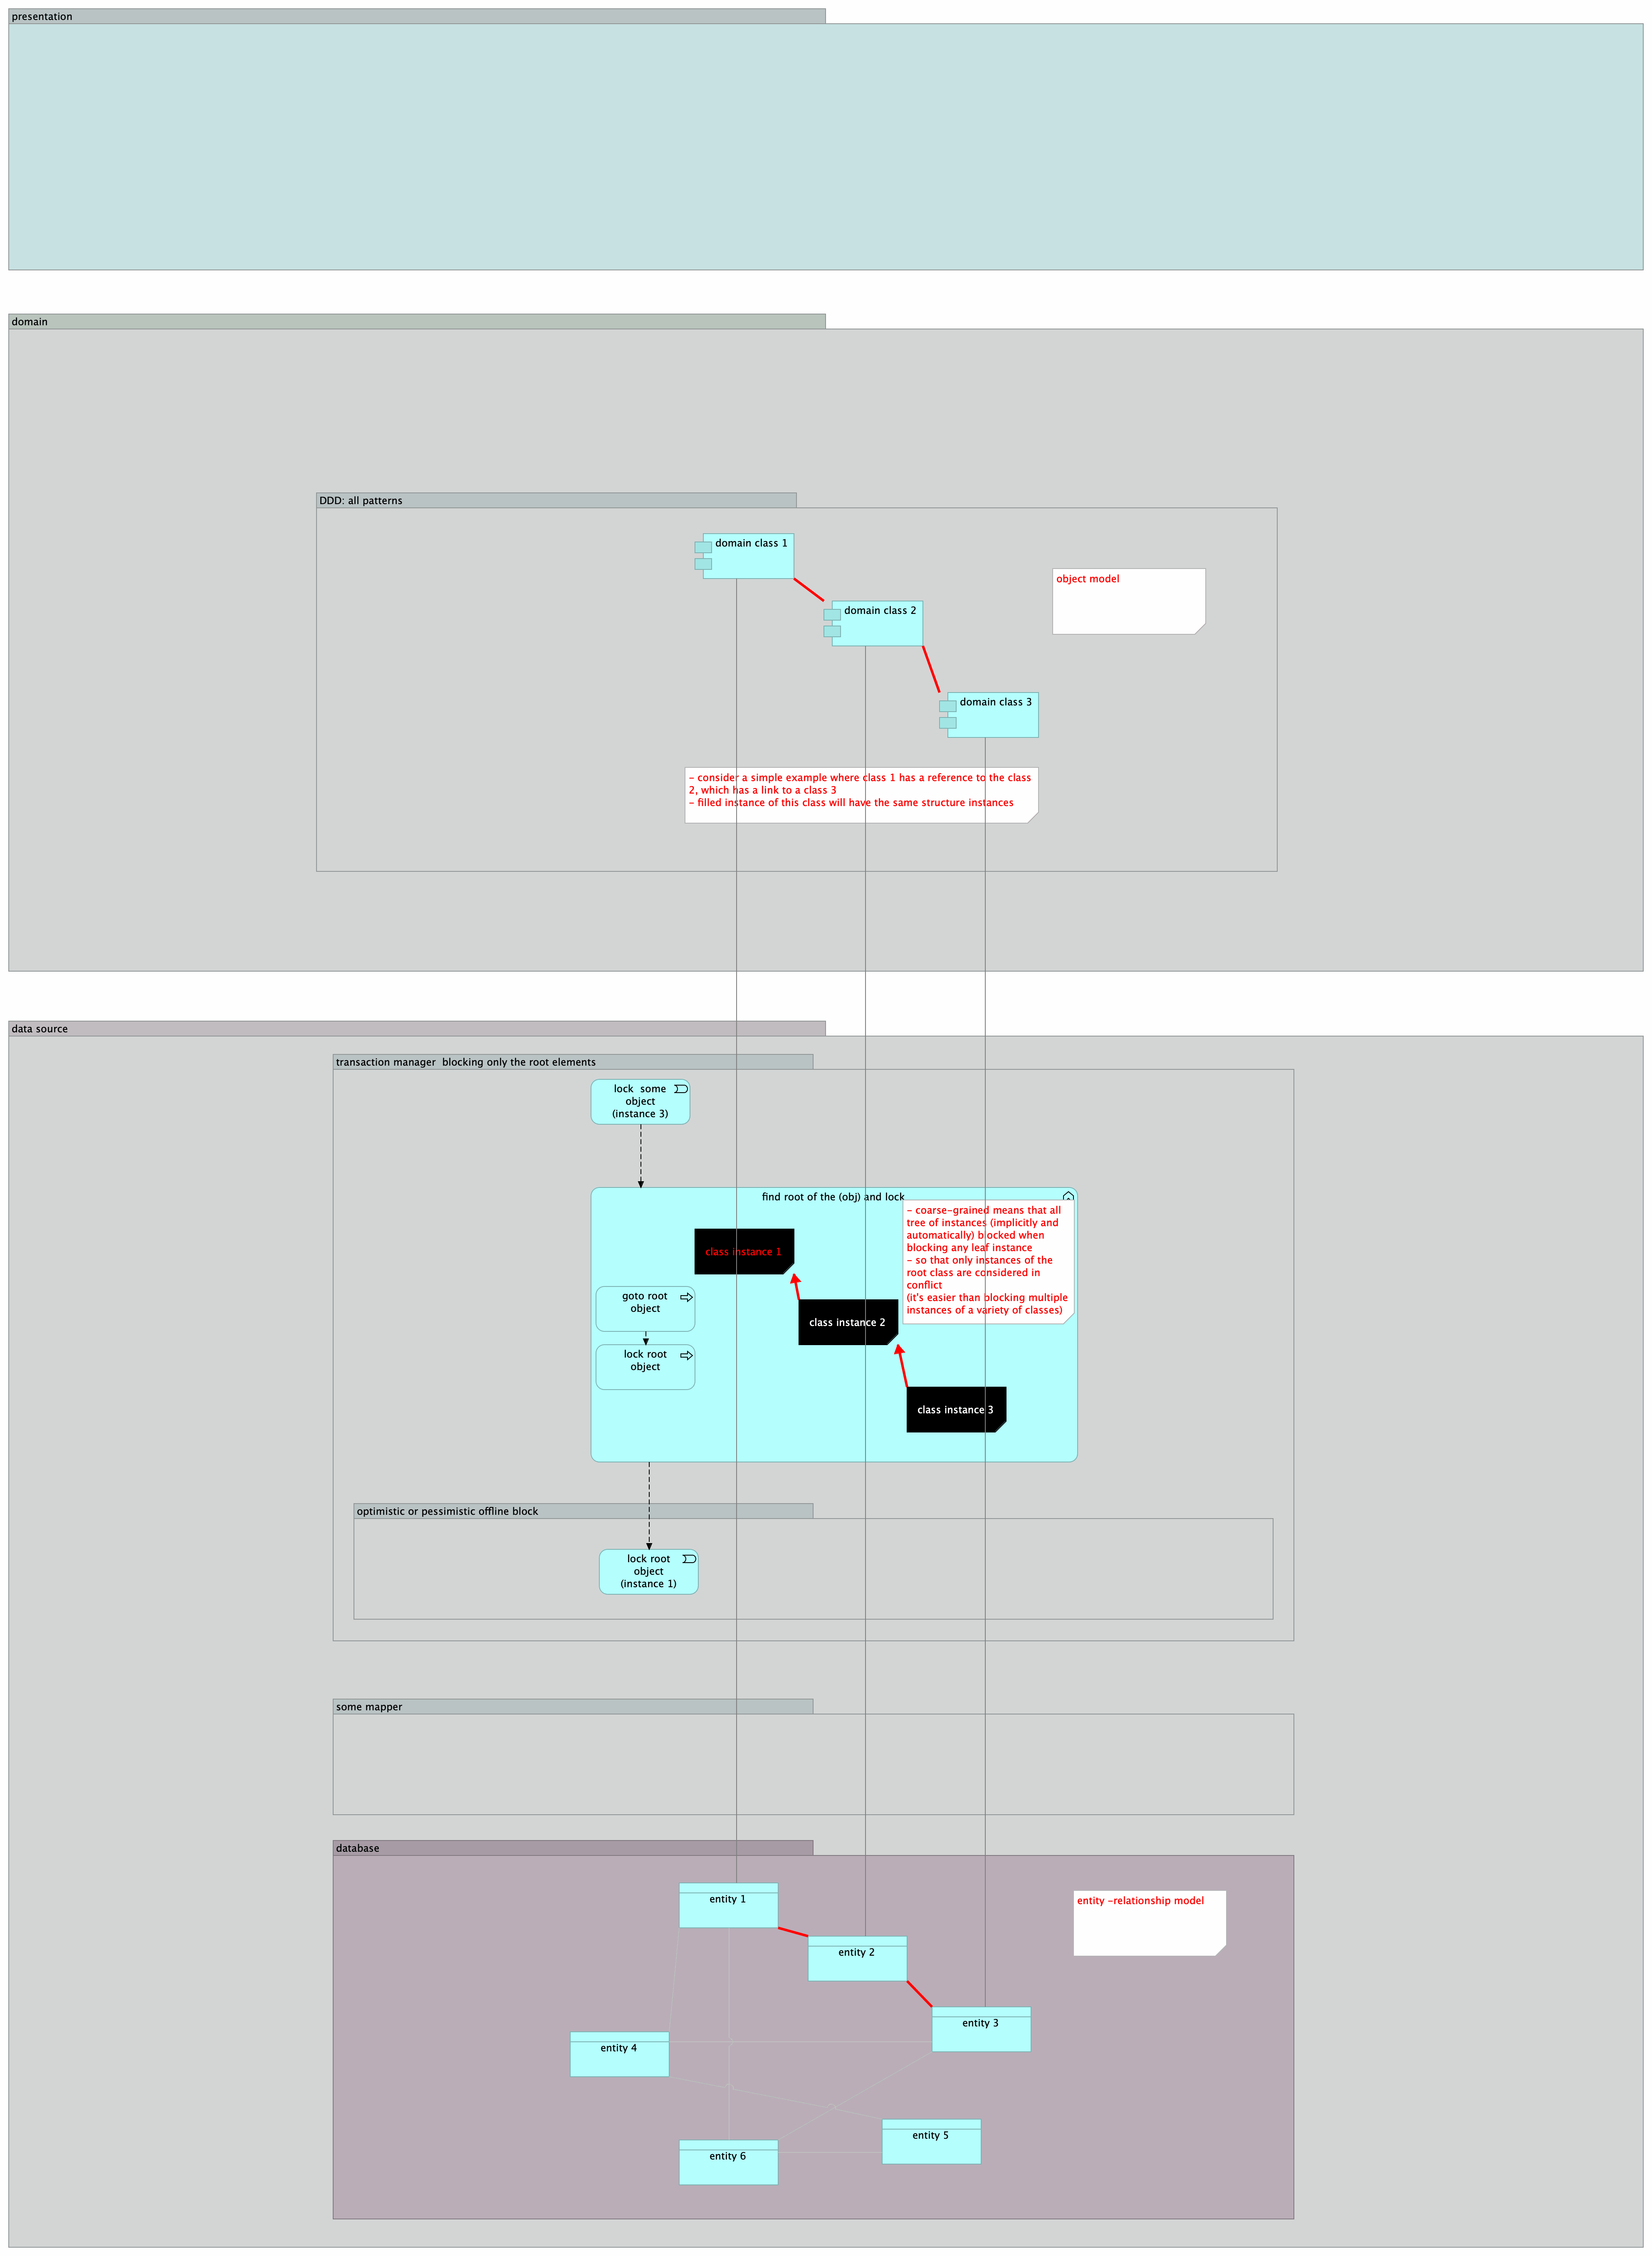 presentation
domain
DDD: all patterns
domain class 1
object model
domain class 2
domain class 3
- consider a simple example where class 1 has a reference to the class
2, which has a link to a class 3
- filled instance of this class will have the same structure instances
data source
transaction manager  blocking only the root elements
lock  some
object
(instance 3)
find root of the (obj) and lock
- coarse-grained means that all
tree of instances (implicitly and
automatically) blocked when
blocking any leaf instance
- so that only instances of the
root class are considered in
conflict
(it's easier than blocking multiple
instances of a variety of classes)
class instance 1
goto root
object
class instance 2
lock root
object
class instance 3
optimistic or pessimistic offline block
lock root
object
(instance 1)
some mapper
database
entity 1
entity -relationship model
entity 2
entity 3
entity 4
entity 5
entity 6